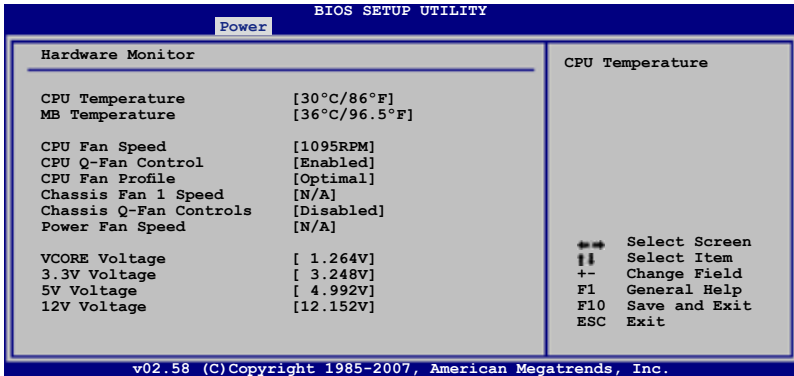 BIOS SETUP UTILITY
Power
Hardware Monitor
CPU Temperature [30°C/86°F]
MB Temperature [36°C/96.5°F]
CPU Fan Speed [1095RPM]
CPU Q-Fan Control [Enabled]
CPU Fan Profile [Optimal]
Chassis Fan 1 Speed [N/A]
Chassis Q-Fan Controls [Disabled]
Power Fan Speed [N/A]
VCORE Voltage [ 1.264V]
3.3V Voltage [ 3.248V]
5V Voltage [ 4.992V]
12V Voltage [12.152V]
CPU Temperature
←→ Select Screen
↑↓ Select Item
+- Change Field
F1 General Help
F10 Save and Exit
ESC Exit
v02.58 (C)Copyright 1985-2007, American Megatrends, Inc.